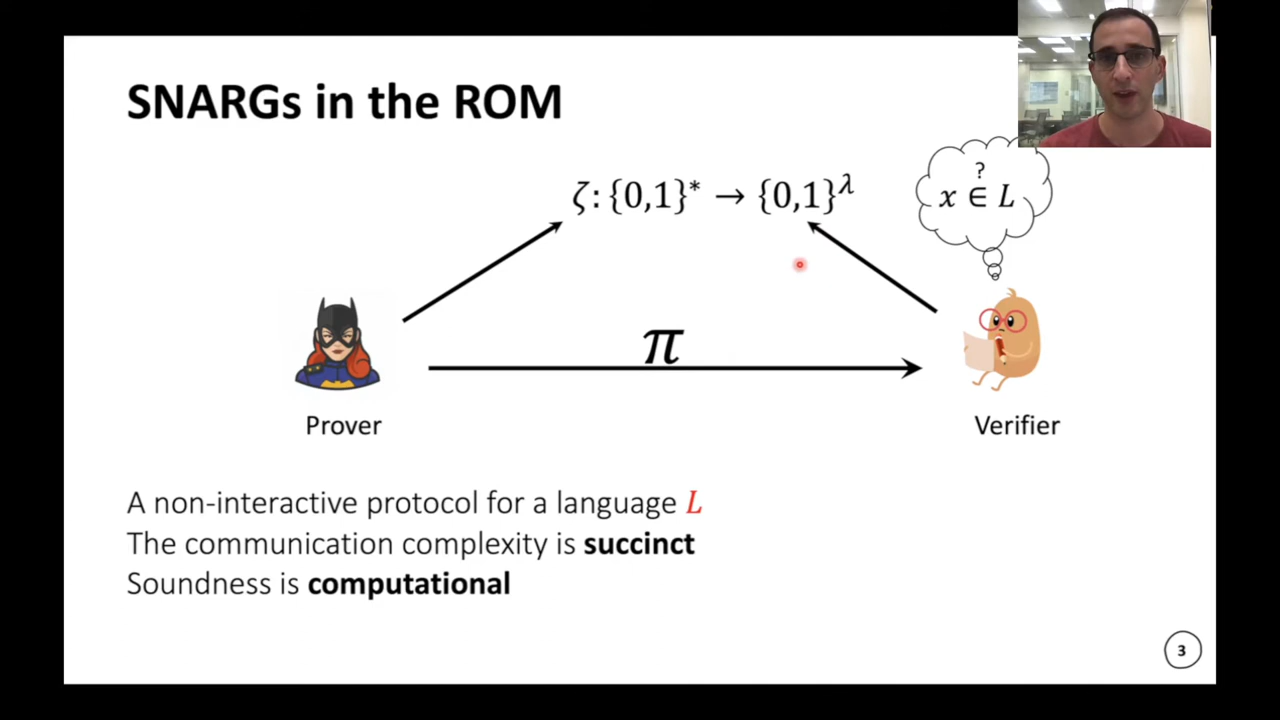 SNARGs in the ROM
ζ: {0,1}* → {0,1}^λ
?
x ∈ L
π
Prover
Verifier
A non-interactive protocol for a language L
The communication complexity is succinct
Soundness is computational
3